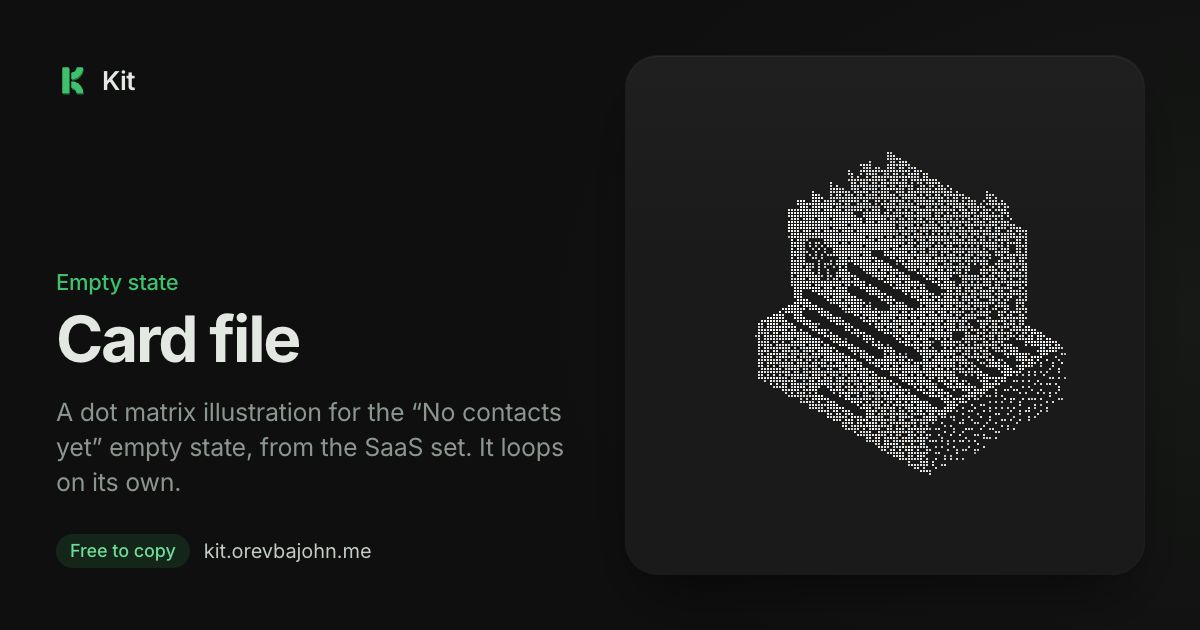 Kit
Empty state
Card file
A dot matrix illustration for the “No contacts
yet” empty state, from the SaaS set. It loops
on its own.
Free to copy
kit.orevbajohn.me